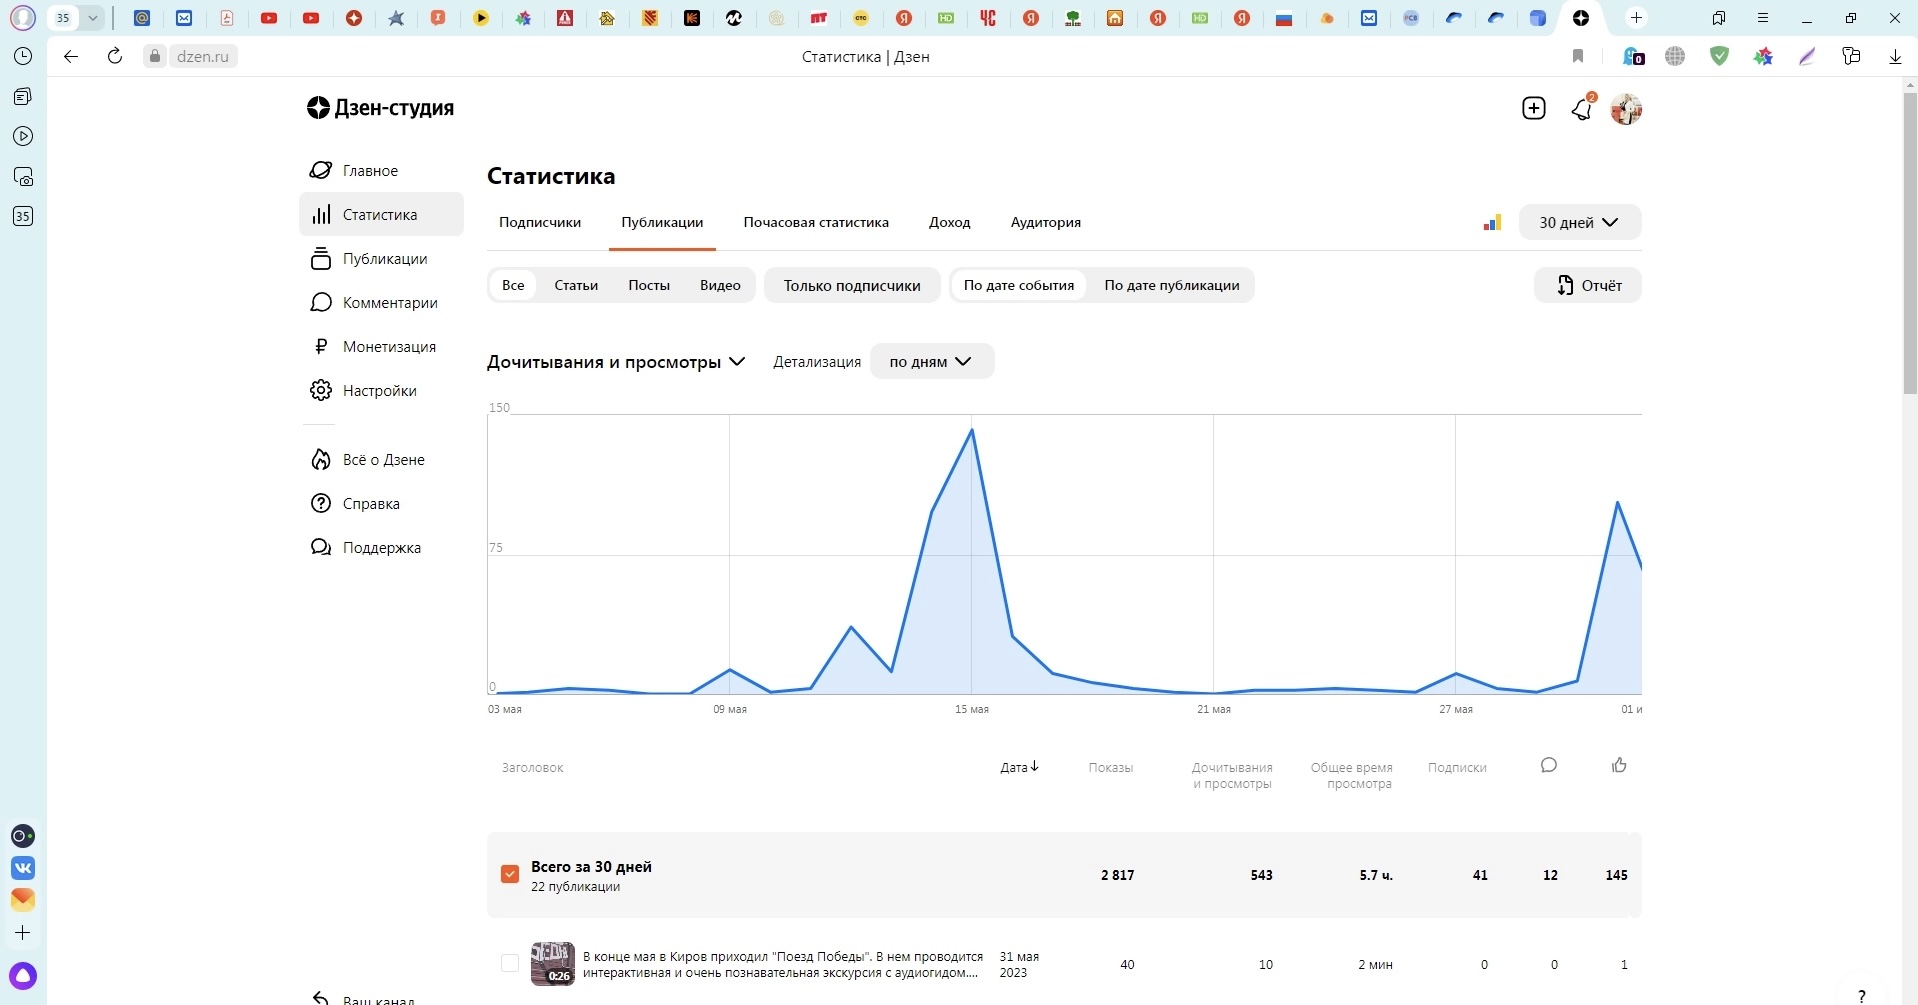 35
dzen.ru
Статистика | Дзен
0
35
Дзен-студия
2
Главное
Статистика
Публикации
Комментарии
Монетизация
Настройки
Всё о Дзене
Справка
Поддержка
Ваш канал
Статистика
Подписчики Публикации Почасовая статистика Доход Аудитория
30 дней
Все Статьи Посты Видео Только подписчики По дате события По дате публикации
Отчёт
Дочитывания и просмотры Детализация по дням
150
75
0
03 мая 09 мая 15 мая 21 мая 27 мая 01 и
Заголовок Дата Показы Дочитывания и просмотры Общее время просмотра Подписки
Всего за 30 дней
22 публикации
2 817 543 5.7 ч. 41 12 145
В конце мая в Киров приходил "Поезд Победы". В нем проводится
интерактивная и очень познавательная экскурсия с аудиогидом....
0:26
31 мая
2023
40 10 2 мин 0 0 1
?